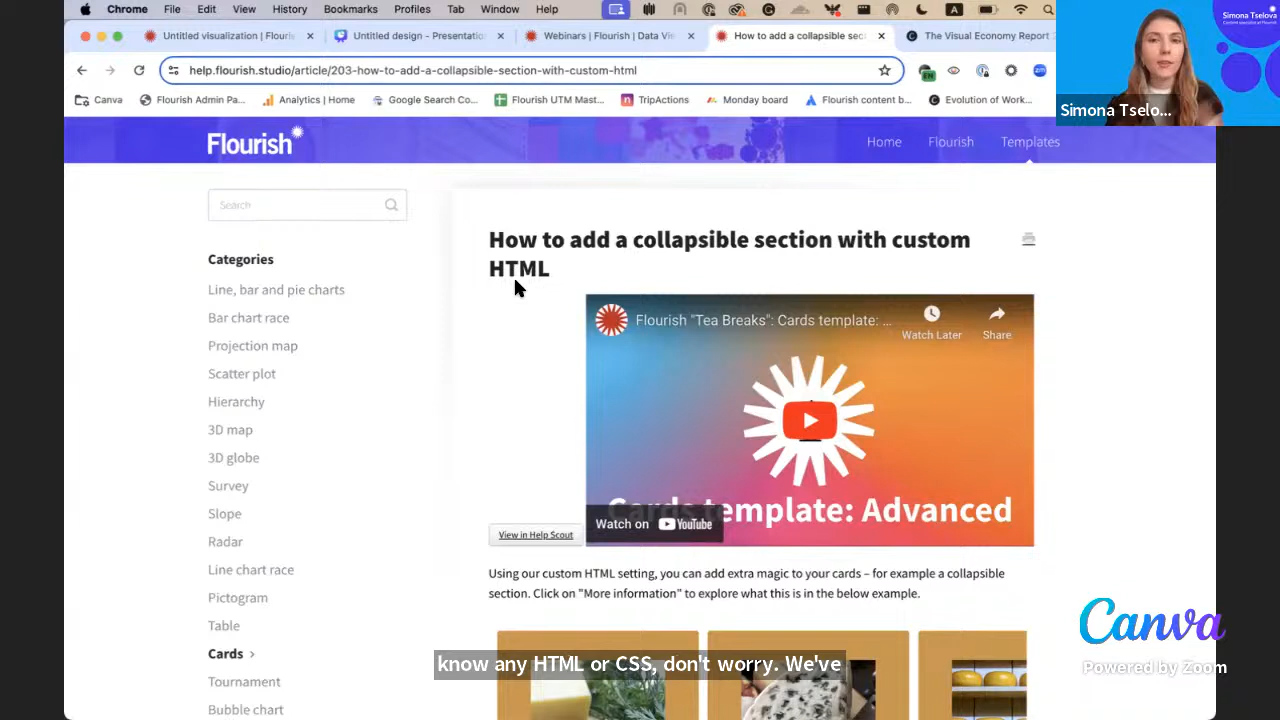 Chrome File Edit View History Bookmarks Profiles Tab Window Help
Untitled visualization | Flouris Untitled design - Presentatio Webinars | Flourish | Data Vi How to add a collapsible sec The Visual Economy Report
help.flourish.studio/article/203-how-to-add-a-collapsible-section-with-custom-html
Canva Flourish Admin Pa... Analytics | Home Google Search Co... Flourish UTM Mast... TripActions Monday board Flourish content b... Evolution of Work...
Simona Tselova
Simona Tselo...
Flourish
Home Flourish Templates
Search
Categories
Line, bar and pie charts
Bar chart race
Projection map
Scatter plot
Hierarchy
3D map
3D globe
Survey
Slope
Radar
Line chart race
Pictogram
Table
Cards
Tournament
Bubble chart
How to add a collapsible section with custom
HTML
Flourish "Tea Breaks": Cards template: ...
Watch Later Share
Cards template: Advanced
Watch on YouTube
View in Help Scout
Using our custom HTML setting, you can add extra magic to your cards – for example a collapsible
section. Click on "More information" to explore what this is in the below example.
know any HTML or CSS, don't worry. We've
Canva
Powered by Zoom